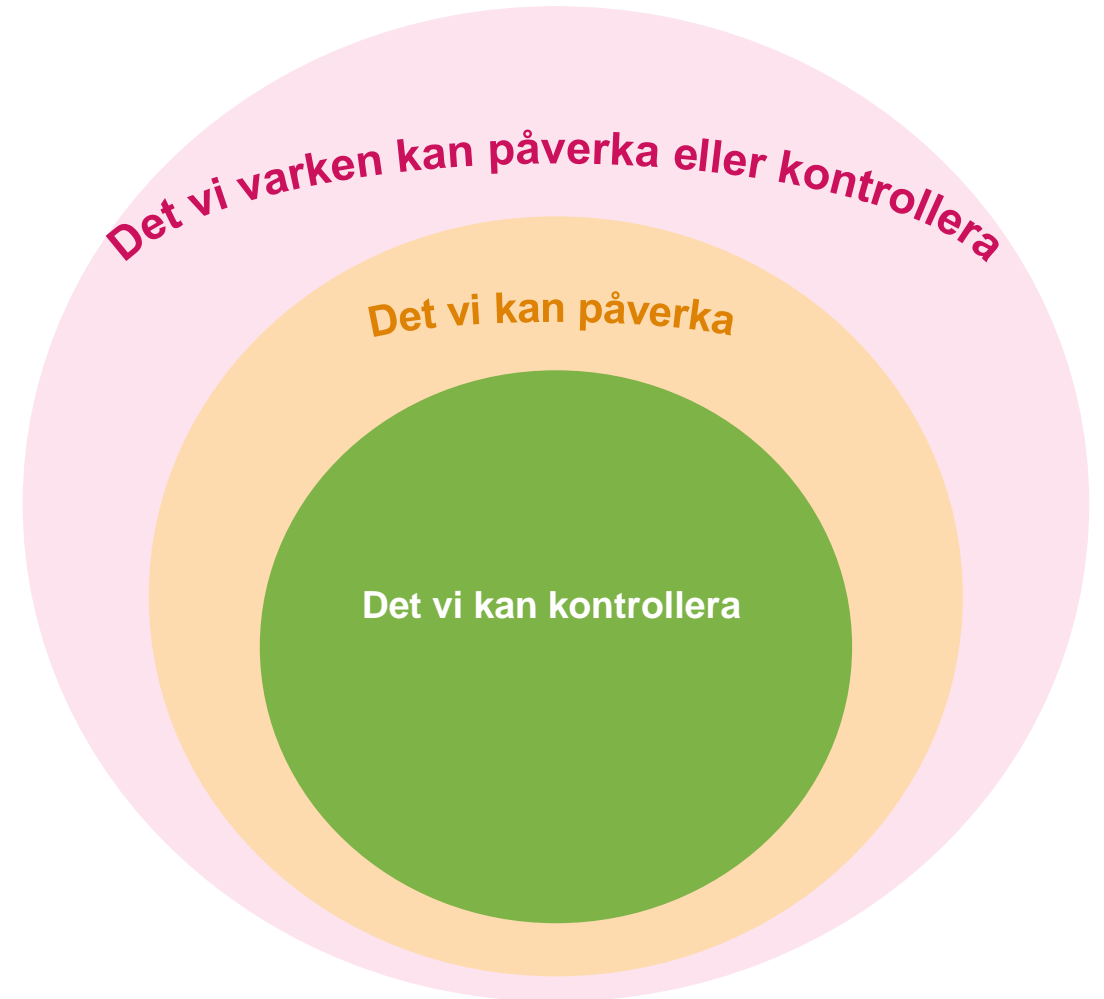 Det vi varken kan påverka eller kontrollera
Det vi kan påverka
Det vi kan kontrollera